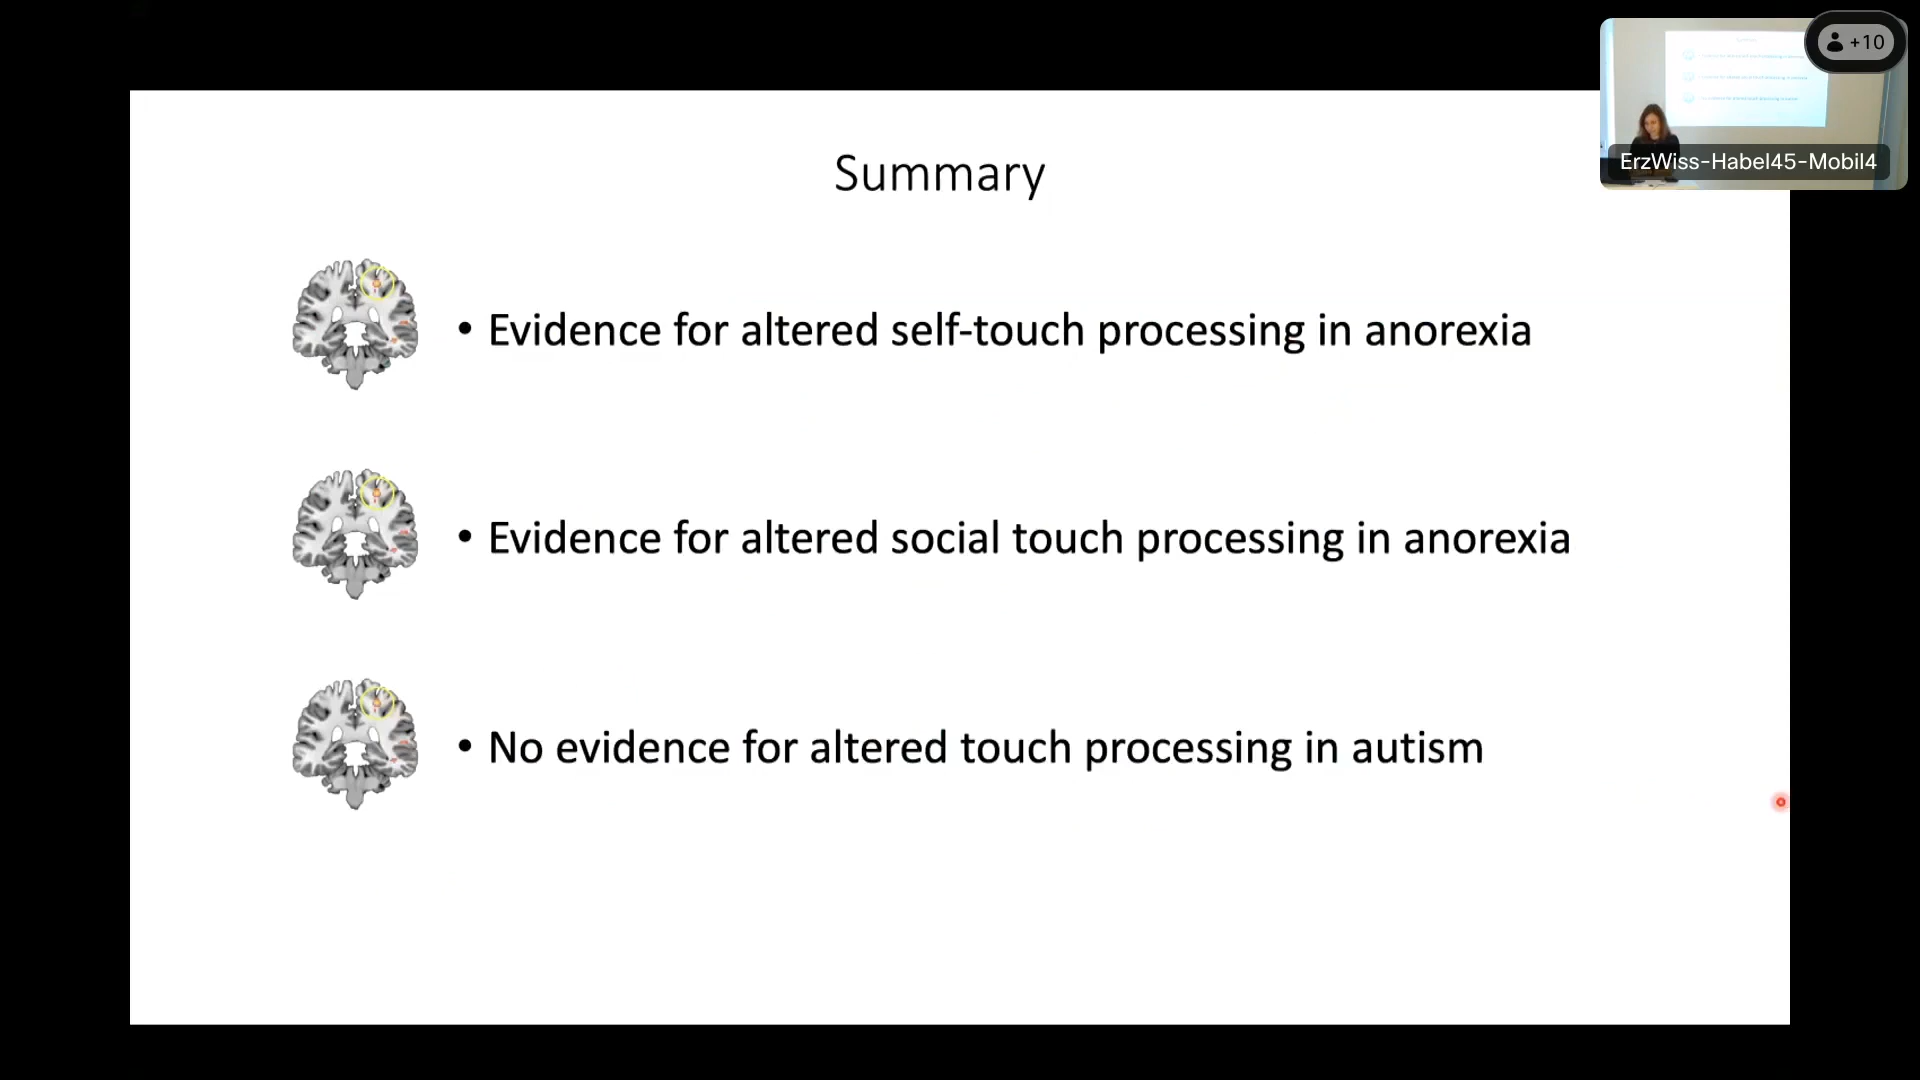 +10
ErzWiss-Habel45-Mobil4
Summary
• Evidence for altered self-touch processing in anorexia
• Evidence for altered social touch processing in anorexia
• No evidence for altered touch processing in autism